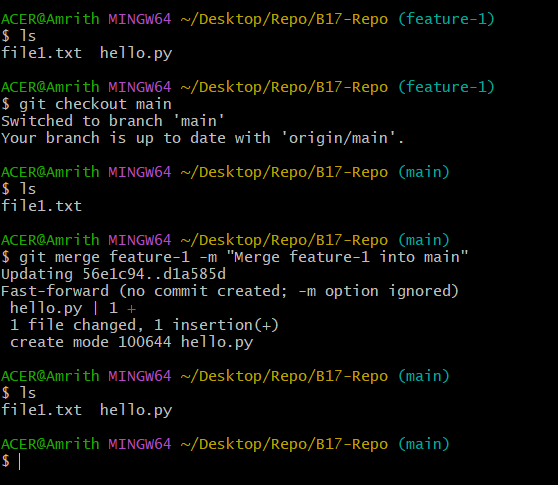 ACER@Amrith MINGW64 ~/Desktop/Repo/B17-Repo (feature-1)
$ ls
file1.txt  hello.py
ACER@Amrith MINGW64 ~/Desktop/Repo/B17-Repo (feature-1)
$ git checkout main
Switched to branch 'main'
Your branch is up to date with 'origin/main'.
ACER@Amrith MINGW64 ~/Desktop/Repo/B17-Repo (main)
$ ls
file1.txt
ACER@Amrith MINGW64 ~/Desktop/Repo/B17-Repo (main)
$ git merge feature-1 -m "Merge feature-1 into main"
Updating 56e1c94..d1a585d
Fast-forward (no commit created; -m option ignored)
 hello.py | 1 +
 1 file changed, 1 insertion(+)
 create mode 100644 hello.py
ACER@Amrith MINGW64 ~/Desktop/Repo/B17-Repo (main)
$ ls
file1.txt  hello.py
ACER@Amrith MINGW64 ~/Desktop/Repo/B17-Repo (main)
$